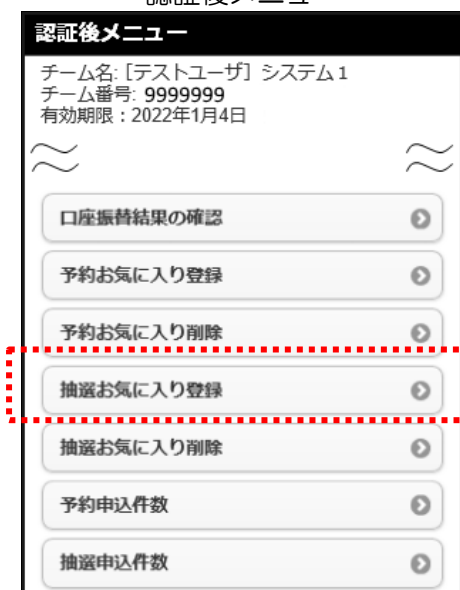 認証後メニュー
認証後メニュー
チーム名: [テストユーザ] システム1
チーム番号: 9999999
有効期限：2022年1月4日
口座振替結果の確認
予約お気に入り登録
予約お気に入り削除
抽選お気に入り登録
抽選お気に入り削除
予約申込件数
抽選申込件数